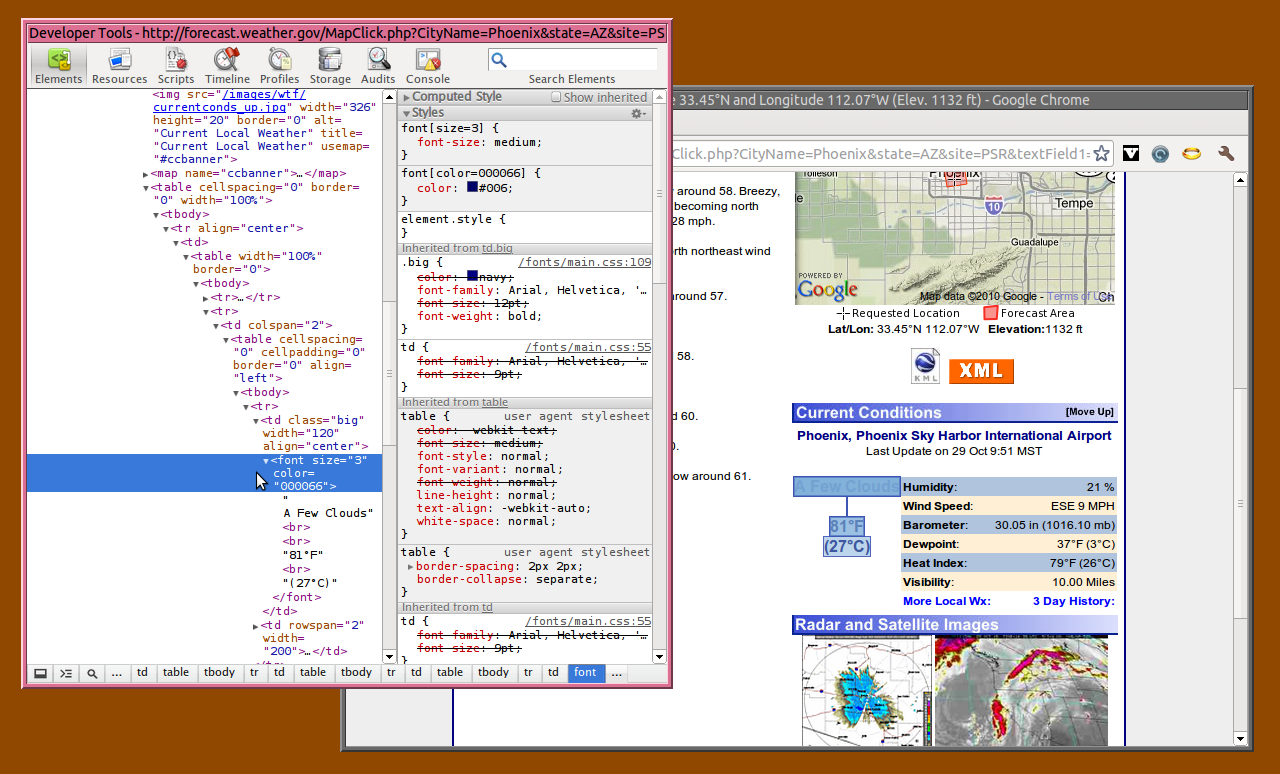 Developer Tools - http://forecast.weather.gov/MapClick.php?CityName=Phoenix&state=AZ&site=PS
Elements Resources Scripts Timeline Profiles Storage Audits Console
Search Elements
<img src="/images/wtf/
currentconds_up.jpg" width="326"
height="20" border="0" alt=
"Current Local Weather" title=
"Current Local Weather" usemap=
"#ccbanner">
<map name="ccbanner">…</map>
<table cellspacing="0" border=
"0" width="100%">
<tbody>
<tr align="center">
<td>
<table width="100%"
border="0">
<tbody>
<tr>…</tr>
<tr>
<td colspan="2">
<table cellspacing=
"0" cellpadding="0"
border="0" align=
"left">
<tbody>
<tr>
<td class="big"
width="120"
align="center">
<font size="3"
color=
"000066">
"
A Few Clouds"
<br>
<br>
"81°F"
<br>
"(27°C)"
</font>
</td>
<td rowspan="2"
width=
"200">…</td>
</tr>
Computed Style Show inherited
Styles
font[size=3] {
font-size: medium;
}
font[color=000066] {
color: #006;
}
element.style {
}
Inherited from td.big
.big { /fonts/main.css:109
color: navy;
font-family: Arial, Helvetica, '…
font-size: 12pt;
font-weight: bold;
}
td { /fonts/main.css:55
font-family: Arial, Helvetica, '…
font-size: 9pt;
}
Inherited from table
table { user agent stylesheet
color: -webkit-text;
font-size: medium;
font-style: normal;
font-variant: normal;
font-weight: normal;
line-height: normal;
text-align: -webkit-auto;
white-space: normal;
}
table { user agent stylesheet
border-spacing: 2px 2px;
border-collapse: separate;
}
Inherited from td
td { /fonts/main.css:55
font-family: Arial, Helvetica, '…
font-size: 9pt;
}
... td table tbody tr td table tbody tr td table tbody tr td font ...
e 33.45°N and Longitude 112.07°W (Elev. 1132 ft) - Google Chrome
Click.php?CityName=Phoenix&state=AZ&site=PSR&textField1=
around 58. Breezy,
becoming north
28 mph.
rth northeast wind
round 57.
58.
d 60.
0.
ow around 61.
Tolleson
Phoenix
10
Tempe
Guadalupe
POWERED BY
Google
Map data ©2010 Google - Terms of Use
Ch
Requested Location Forecast Area
Lat/Lon: 33.45°N 112.07°W Elevation:1132 ft
KML
XML
Current Conditions [Move Up]
Phoenix, Phoenix Sky Harbor International Airport
Last Update on 29 Oct 9:51 MST
A Few Clouds
81°F
(27°C)
Humidity: 21 %
Wind Speed: ESE 9 MPH
Barometer: 30.05 in (1016.10 mb)
Dewpoint: 37°F (3°C)
Heat Index: 79°F (26°C)
Visibility: 10.00 Miles
More Local Wx: 3 Day History:
Radar and Satellite Images